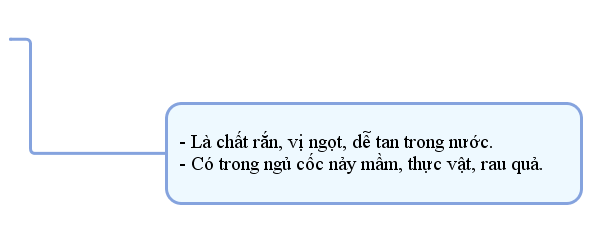 - Là chất rắn, vị ngọt, dễ tan trong nước.
- Có trong ngủ cốc nảy mầm, thực vật, rau quả.